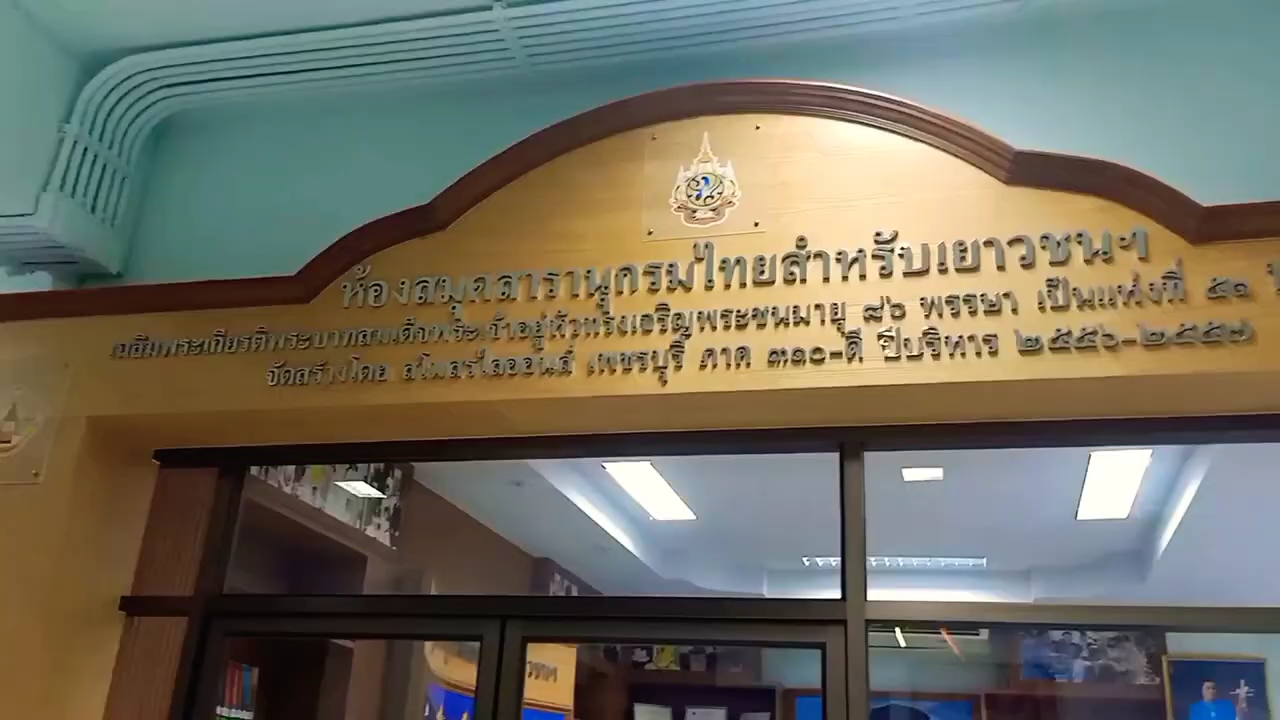 ห้องสมุดสารานุกรมไทยสำหรับเยาวชนฯ
เฉลิมพระเกียรติพระบาทสมเด็จพระเจ้าอยู่หัวทรงเจริญพระชนมายุ ๘๖ พรรษา เป็นแห่งที่ ๕๑
จัดสร้างโดย สโมสรไลออนส์ เพชรบุรี ภาค ๓๑๐-ดี ปีบริหาร ๒๕๕๖-๒๕๕๗